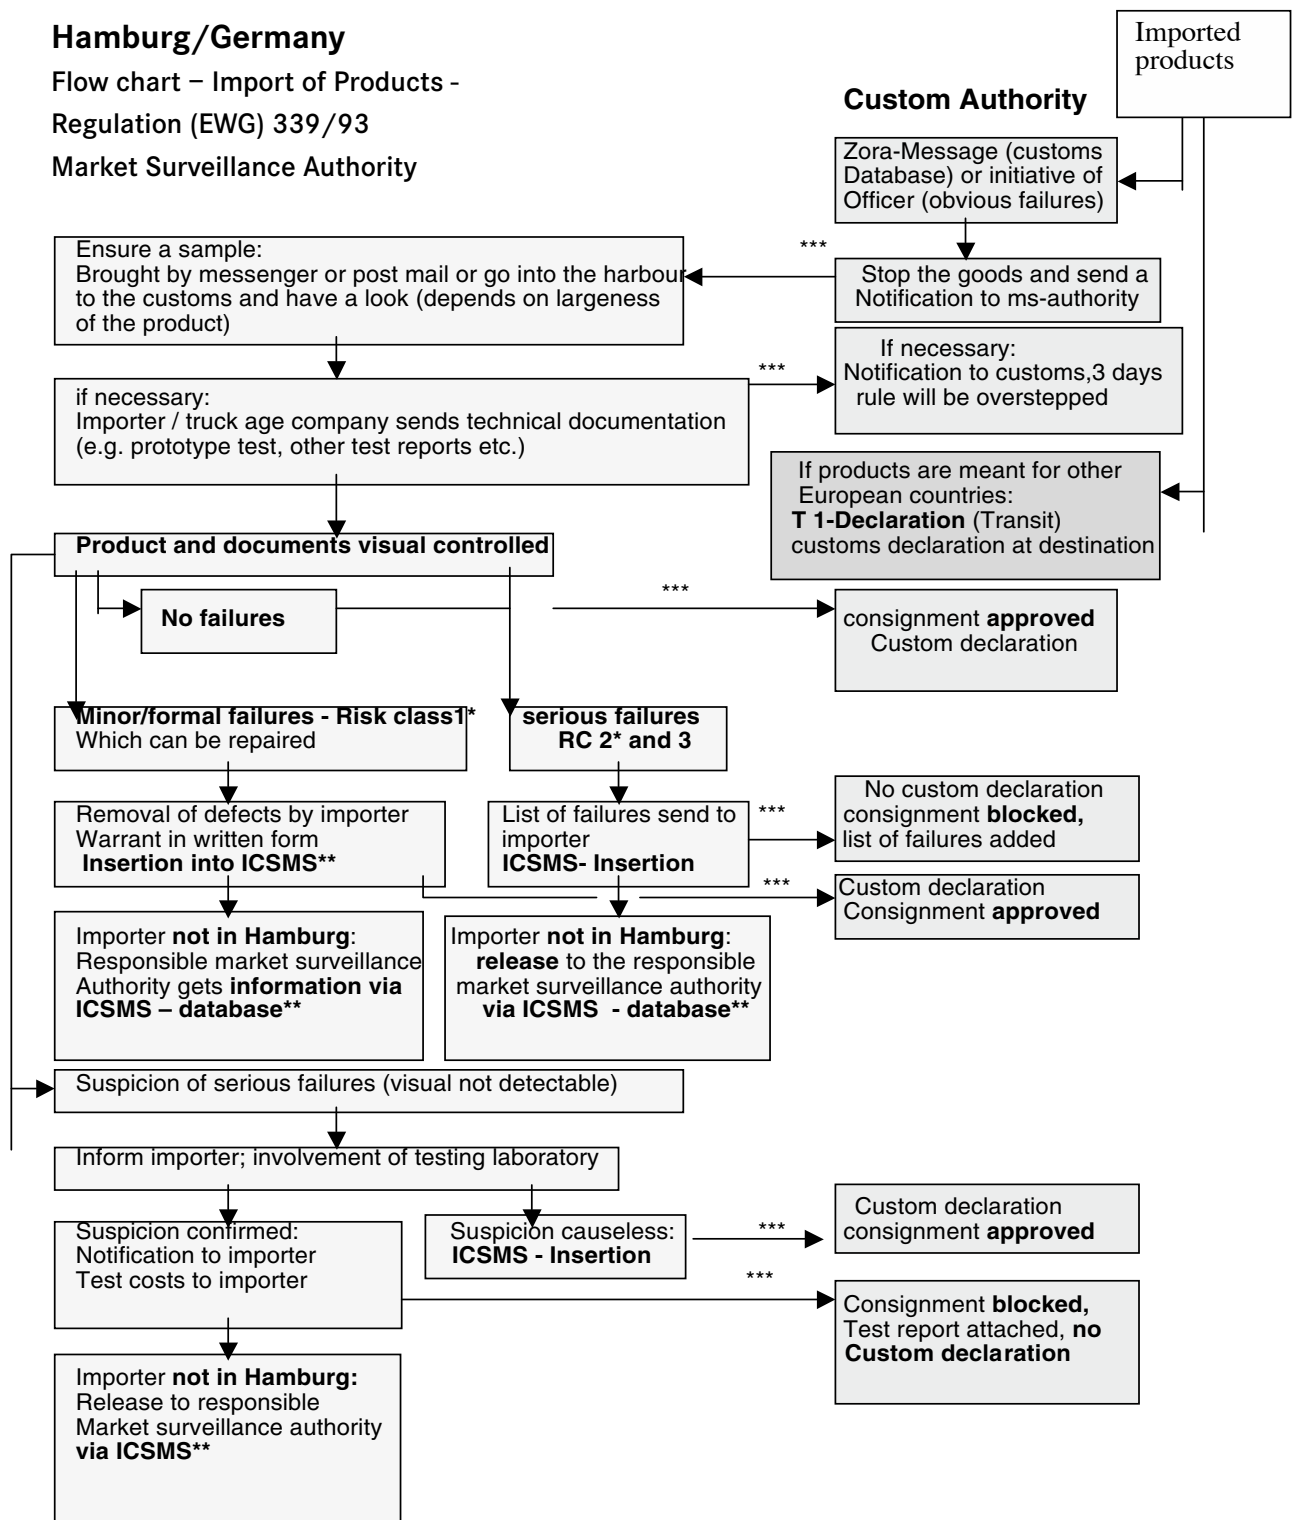 Hamburg/Germany
Flow chart – Import of Products -
Regulation (EWG) 339/93
Market Surveillance Authority
Imported
products
Custom Authority
Zora-Message (customs
Database) or initiative of
Officer (obvious failures)
***
Ensure a sample:
Brought by messenger or post mail or go into the harbour
to the customs and have a look (depends on largeness
of the product)
Stop the goods and send a
Notification to ms-authority
***
If necessary:
Notification to customs,3 days
rule will be overstepped
if necessary:
Importer / truck age company sends technical documentation
(e.g. prototype test, other test reports etc.)
If products are meant for other
European countries:
T 1-Declaration (Transit)
customs declaration at destination
Product and documents visual controlled
***
No failures
consignment approved
Custom declaration
Minor/formal failures - Risk class1*
Which can be repaired
serious failures
RC 2* and 3
Removal of defects by importer
Warrant in written form
Insertion into ICSMS**
List of failures send to
importer
ICSMS- Insertion
***
No custom declaration
consignment blocked,
list of failures added
***
Custom declaration
Consignment approved
Importer not in Hamburg:
Responsible market surveillance
Authority gets information via
ICSMS – database**
Importer not in Hamburg:
release to the responsible
market surveillance authority
via ICSMS - database**
Suspicion of serious failures (visual not detectable)
Inform importer; involvement of testing laboratory
Suspicion confirmed:
Notification to importer
Test costs to importer
Suspicion causeless:
ICSMS - Insertion
***
Custom declaration
consignment approved
***
Consignment blocked,
Test report attached, no
Custom declaration
Importer not in Hamburg:
Release to responsible
Market surveillance authority
via ICSMS**